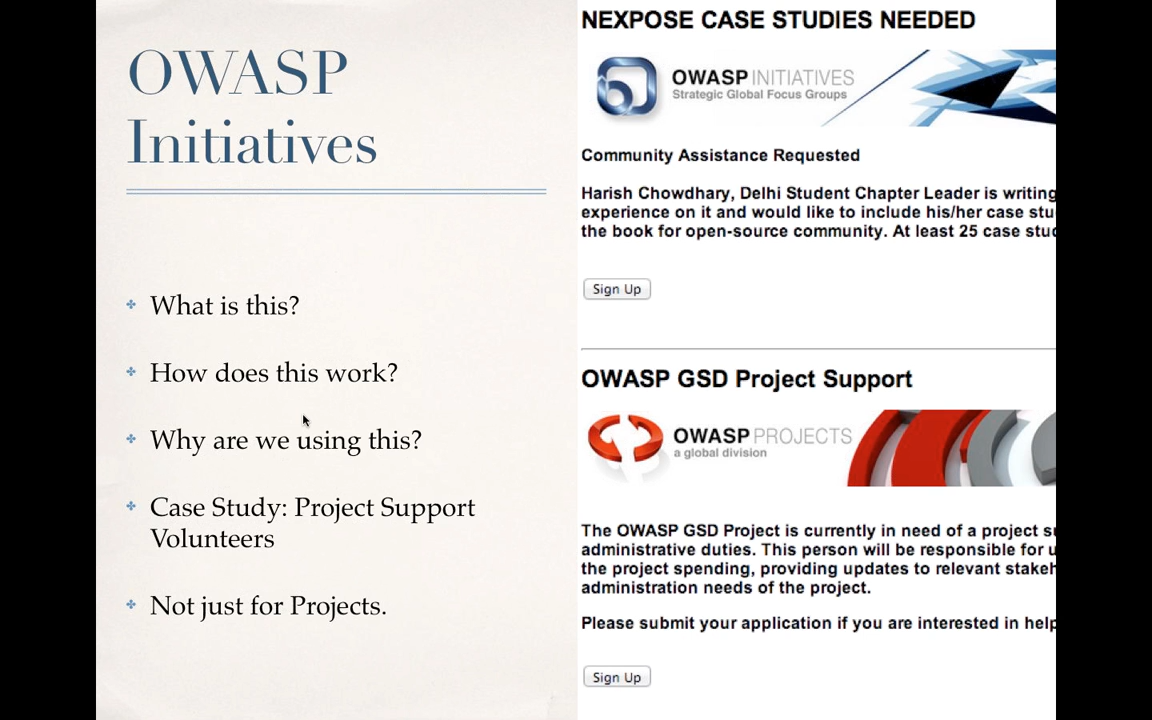 OWASP
Initiatives
What is this?
How does this work?
Why are we using this?
Case Study: Project Support
Volunteers
Not just for Projects.
NEXPOSE CASE STUDIES NEEDED
OWASP INITIATIVES
Strategic Global Focus Groups
Community Assistance Requested
Harish Chowdhary, Delhi Student Chapter Leader is writing
experience on it and would like to include his/her case
the book for open-source community. At least 25 case
Sign Up
OWASP GSD Project Support
OWASP PROJECTS
a global division
The OWASP GSD Project is currently in need of a project
administrative duties. This person will be responsible for
the project spending, providing updates to relevant
administration needs of the project.
Please submit your application if you are interested in
Sign Up